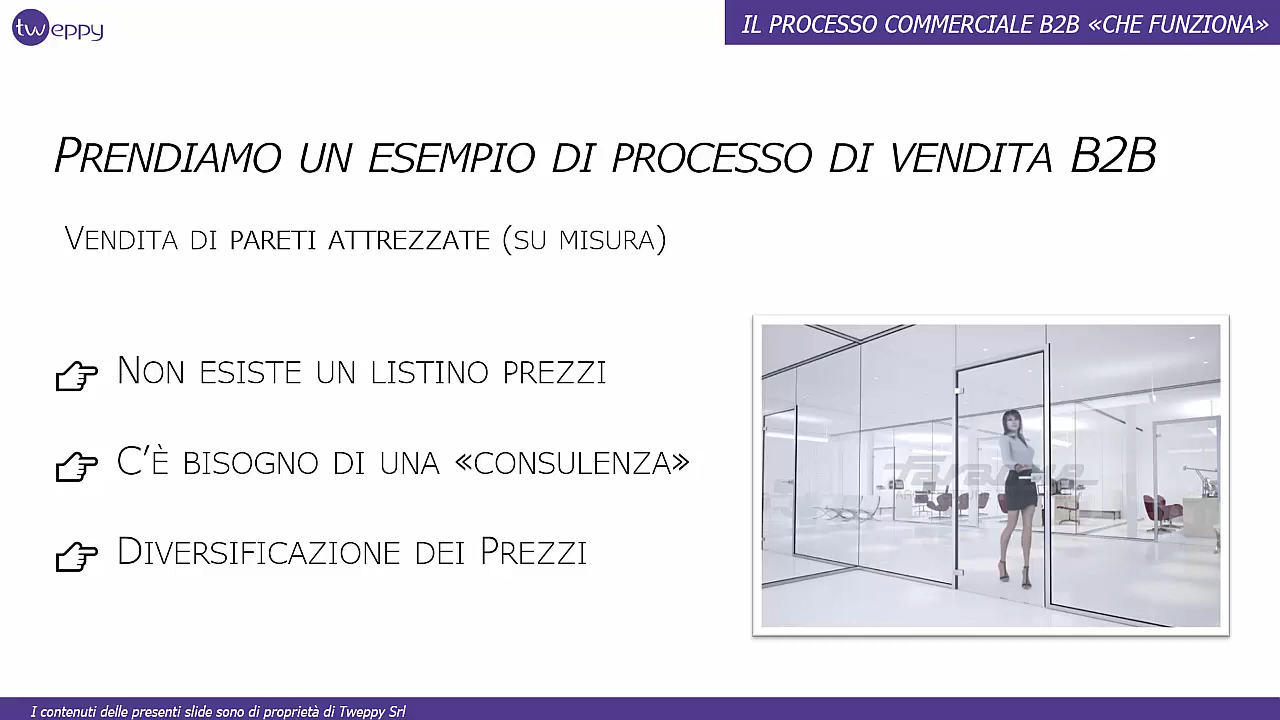 tweppy
IL PROCESSO COMMERCIALE B2B «CHE FUNZIONA»
PRENDIAMO UN ESEMPIO DI PROCESSO DI VENDITA B2B
VENDITA DI PARETI ATTREZZATE (SU MISURA)
NON ESISTE UN LISTINO PREZZI
C'È BISOGNO DI UNA «CONSULENZA»
DIVERSIFICAZIONE DEI PREZZI
I contenuti delle presenti slide sono di proprietà di Tweppy Srl